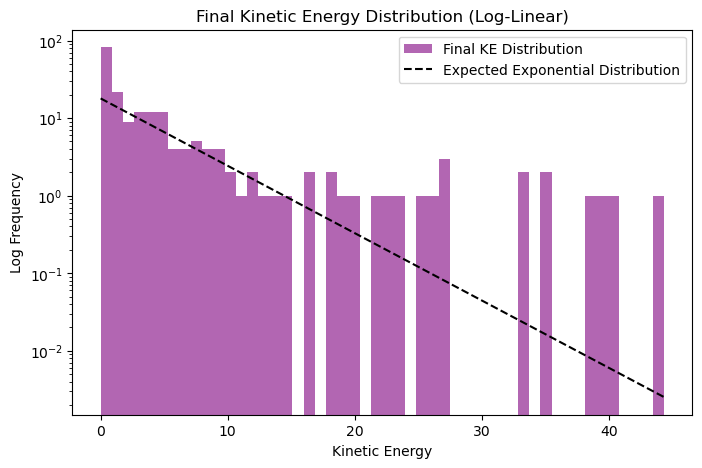 Final Kinetic Energy Distribution (Log-Linear)
Final KE Distribution
Expected Exponential Distribution
Log Frequency
10²
10¹
10⁰
10⁻¹
10⁻²
0 10 20 30 40
Kinetic Energy